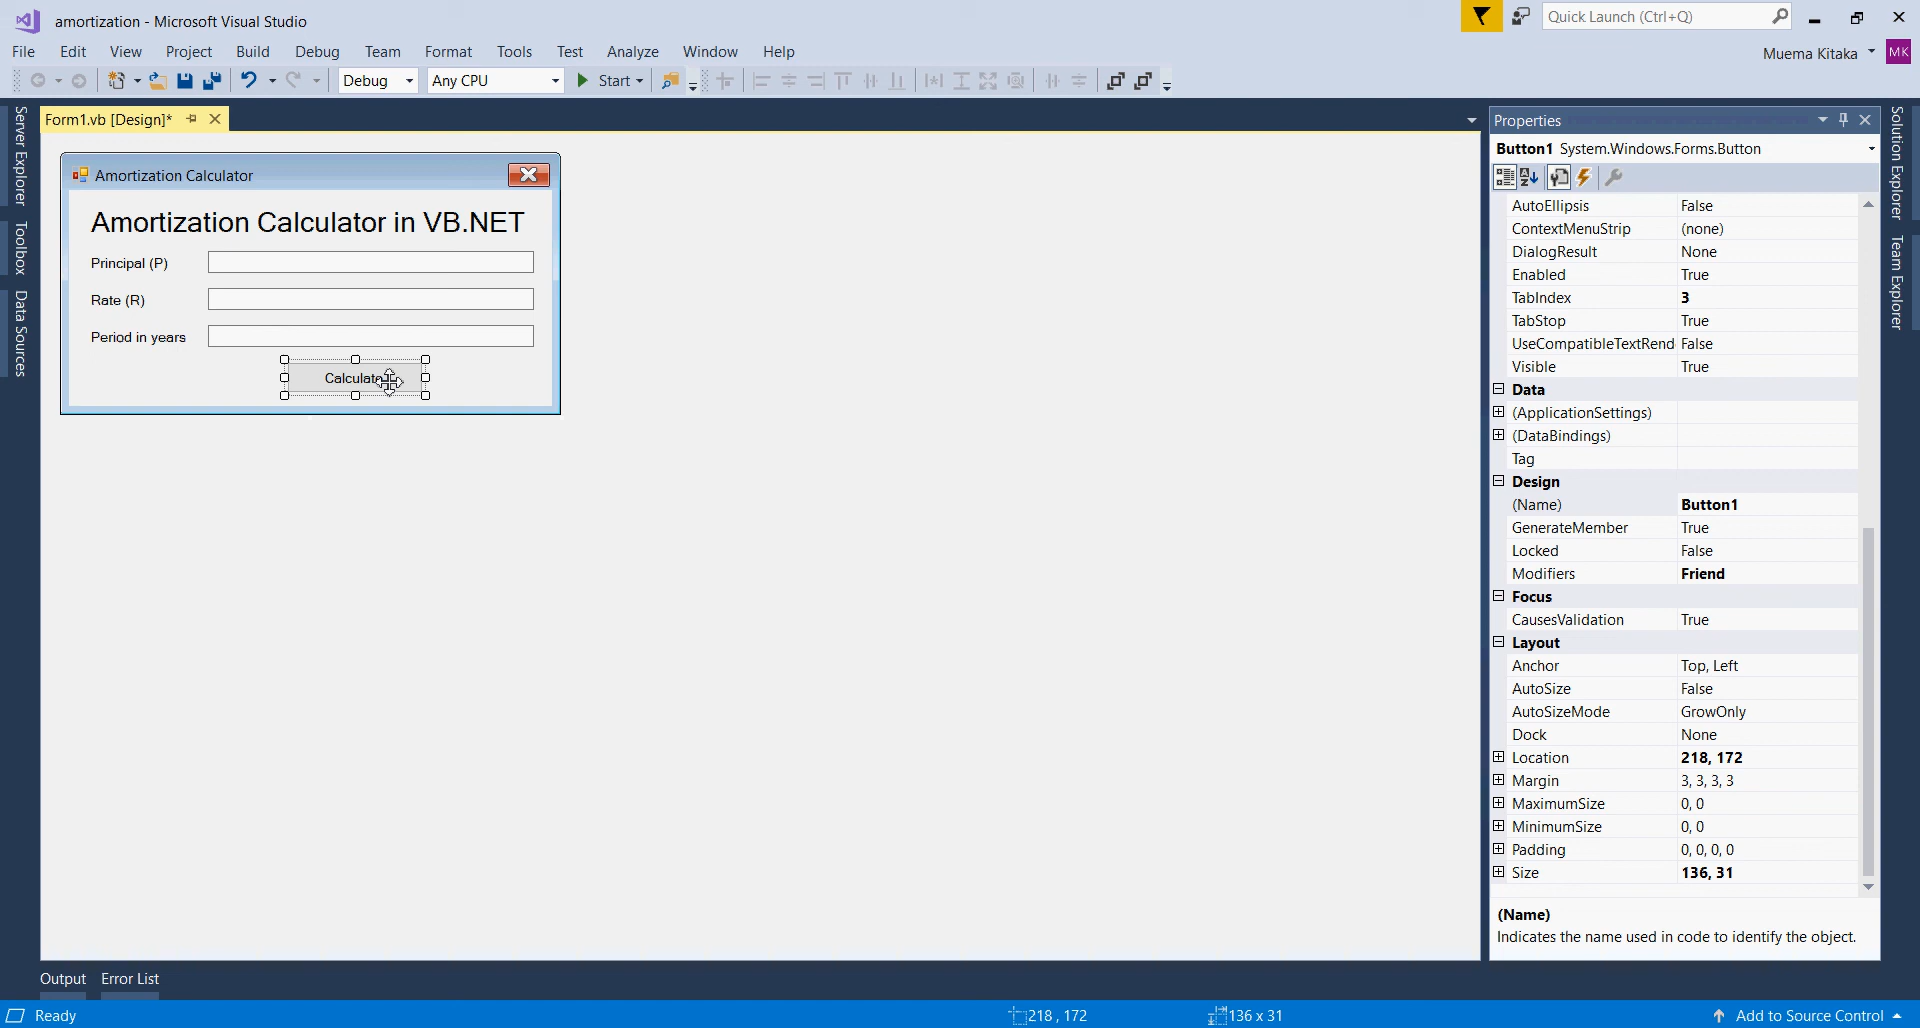 amortization - Microsoft Visual Studio
Quick Launch (Ctrl+Q)
File Edit View Project Build Debug Team Format Tools Test Analyze Window Help
Muema Kitaka MK
Debug Any CPU Start
Server Explorer
Toolbox
Data Sources
Form1.vb [Design]*
Amortization Calculator
Amortization Calculator in VB.NET
Principal (P)
Rate (R)
Period in years
Properties
Button1 System.Windows.Forms.Button
AutoEllipsis False
ContextMenuStrip (none)
DialogResult None
Enabled True
TabIndex 3
TabStop True
UseCompatibleTextRend False
Visible True
Data
(ApplicationSettings)
(DataBindings)
Tag
Design
(Name) Button1
GenerateMember True
Locked False
Modifiers Friend
Focus
CausesValidation True
Layout
Anchor Top, Left
AutoSize False
AutoSizeMode GrowOnly
Dock None
Location 218, 172
Margin 3, 3, 3, 3
MaximumSize 0, 0
MinimumSize 0, 0
Padding 0, 0, 0, 0
Size 136, 31
(Name)
Indicates the name used in code to identify the object.
Solution Explorer
Team Explorer
Output Error List
Ready 218 , 172 136 x 31 Add to Source Control